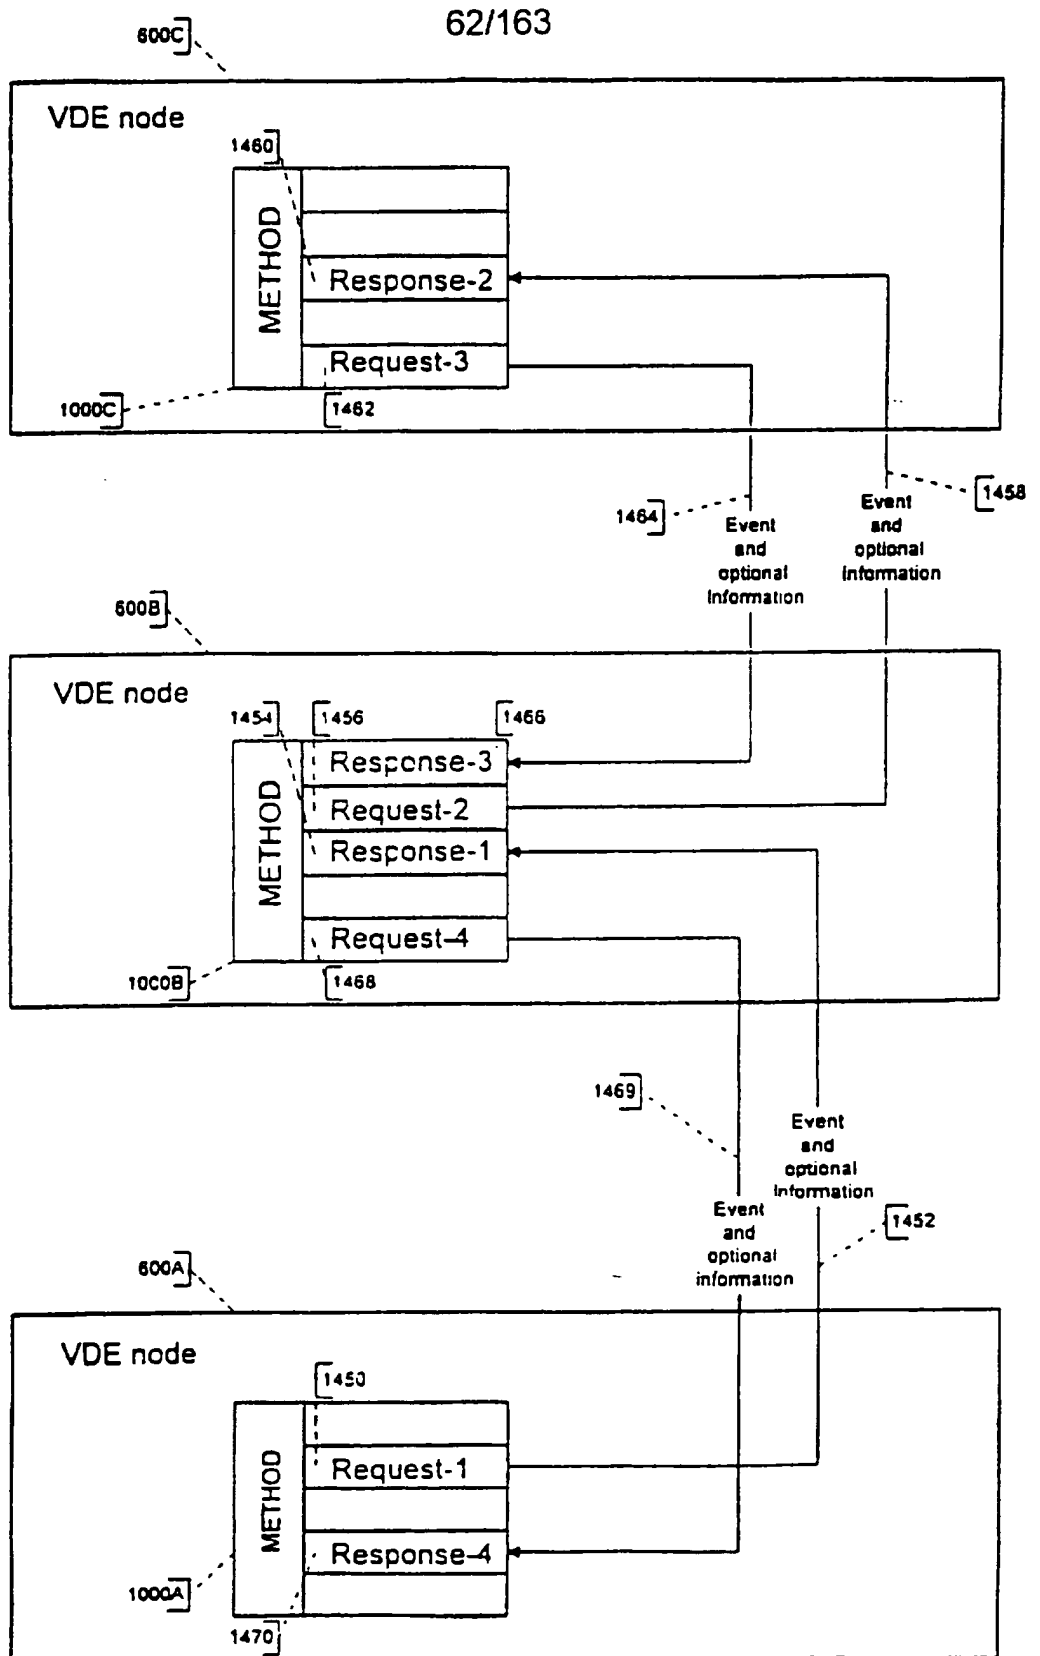 62/163
600C
VDE node
1460
METHOD
Response-2
Request-3
1000C
1462
1464
1458
Event
and
optional
Information
Event
and
optional
Information
600B
VDE node
1454
1456
1466
METHOD
Response-3
Request-2
Response-1
Request-4
1000B
1468
1469
Event
and
optional
Information
Event
and
optional
information
1452
600A
VDE node
1450
METHOD
Request-1
Response-4
1000A
1470